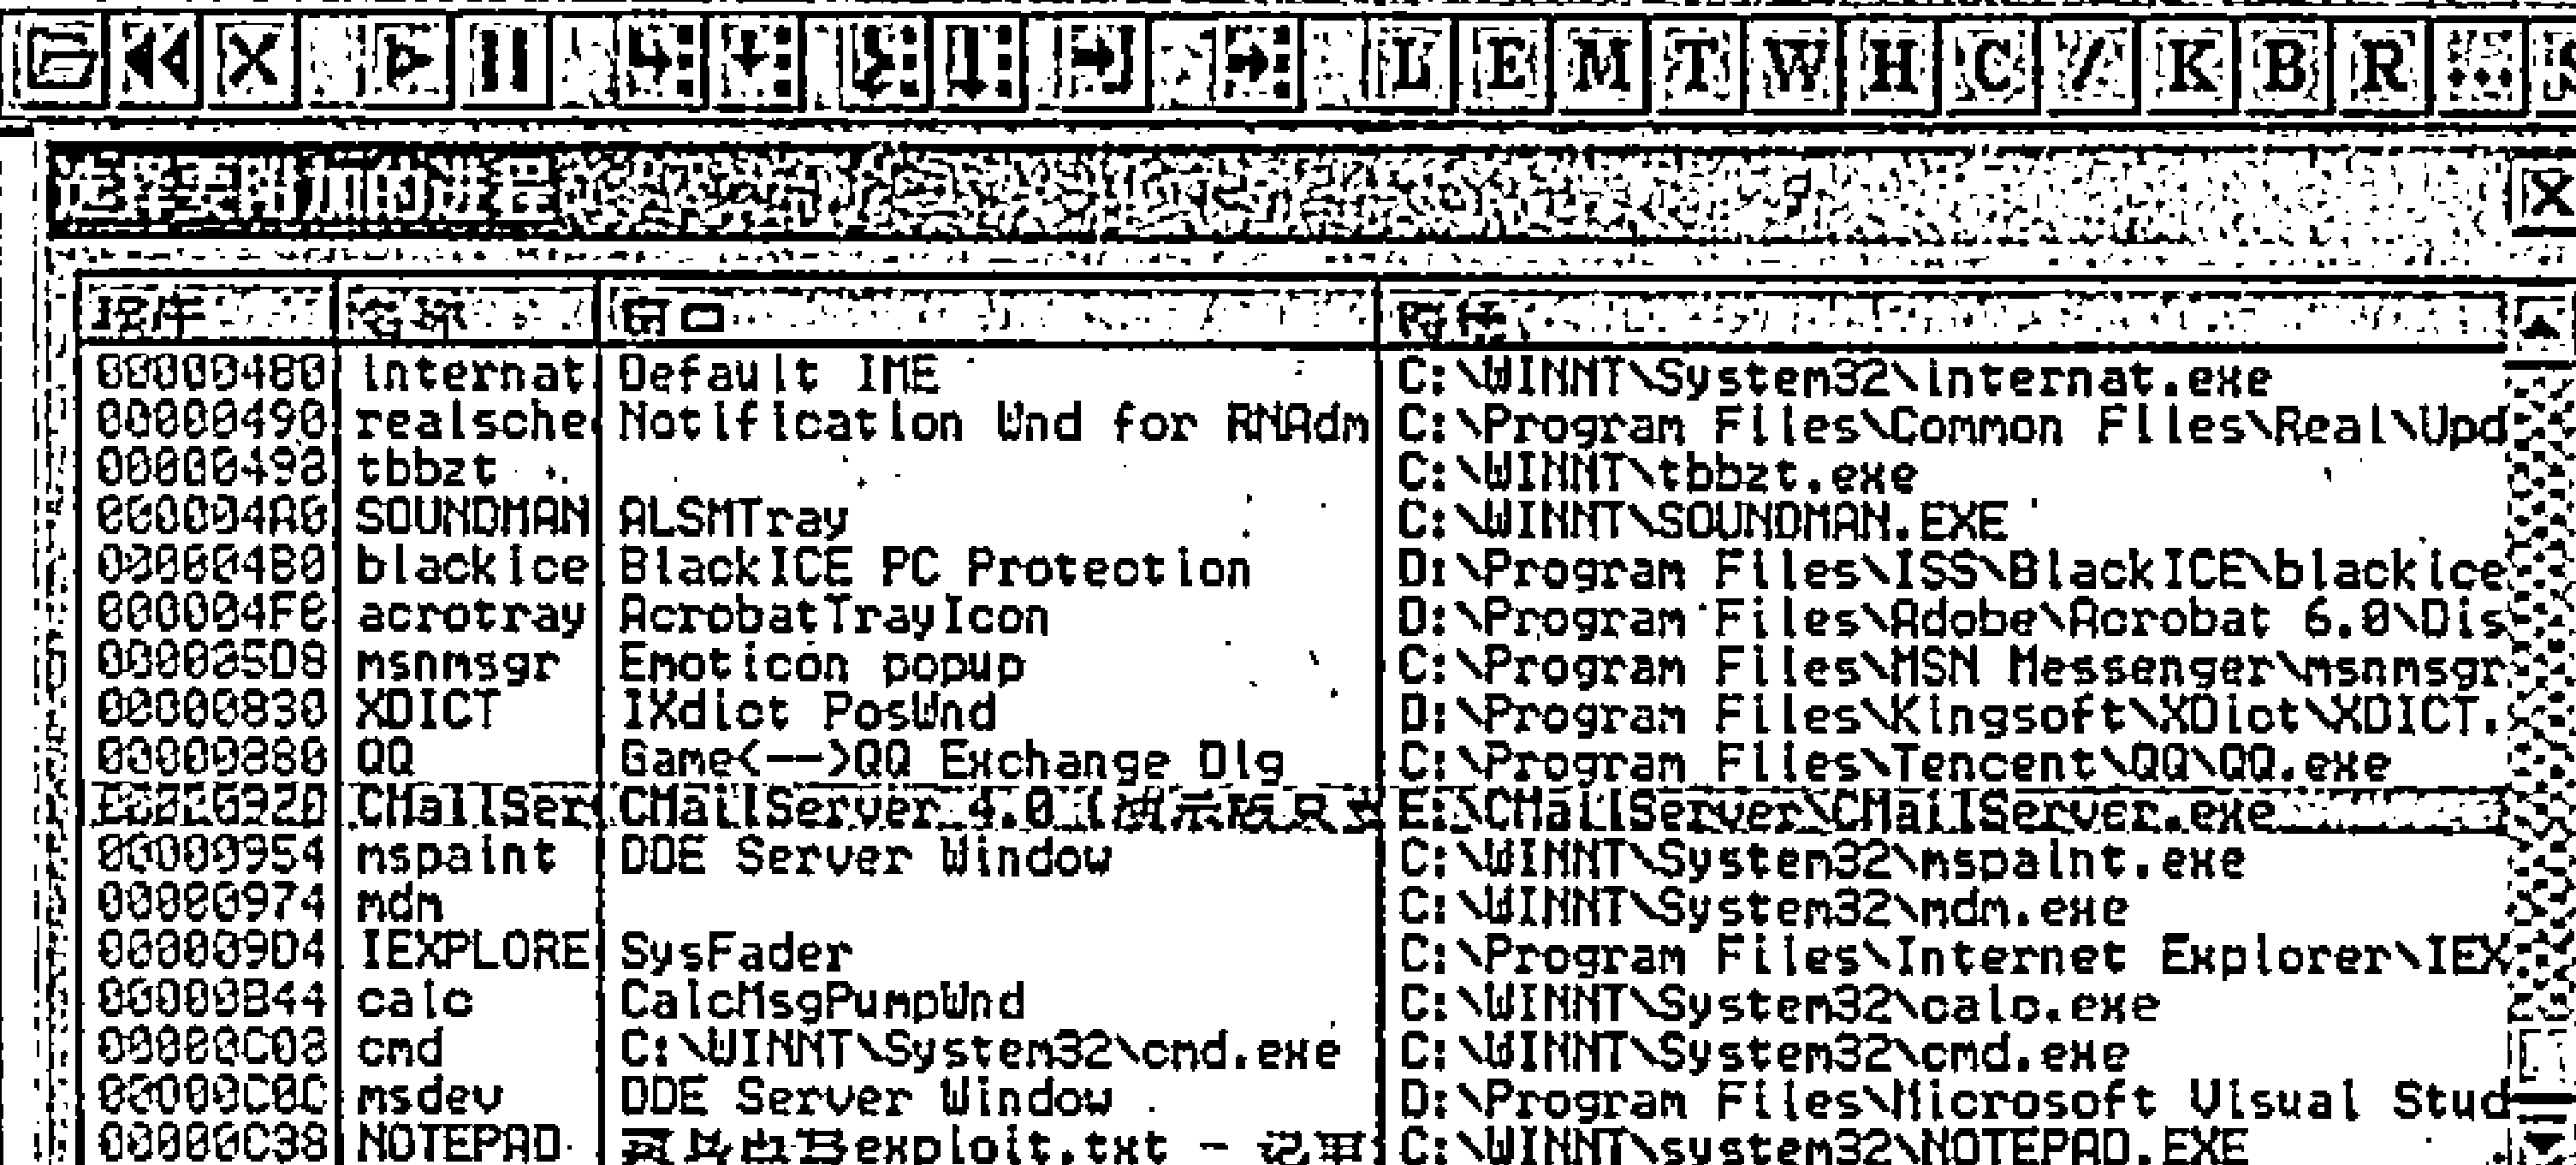 L E M T W H C / K B R
选择要附加的进程
名称 窗口 路径
00000480 internat Default IME C:\WINNT\System32\internat.exe
00000490 realsche Notification Wnd for RNAdm C:\Program Files\Common Files\Real\Upd
00000498 tbbzt C:\WINNT\tbbzt.exe
000004A0 SOUNDMAN ALSMTray C:\WINNT\SOUNDMAN.EXE
000004B0 blackice BlackICE PC Protection D:\Program Files\ISS\BlackICE\blackice
acrotray AcrobatTrayIcon D:\Program Files\Adobe\Acrobat 6.0\Dis
000005D8 msnmsgr Emoticon popup C:\Program Files\MSN Messenger\msnmsgr
00000830 XDICT IXdict PosWnd D:\Program Files\Kingsoft\XDict\XDICT.
00000880 QQ Game<-->QQ Exchange Dlg C:\Program Files\Tencent\QQ\QQ.exe
CMailSer CMailServer 4.0 (演示版只支 E:\CMailServer\CMailServer.exe
00000954 mspaint DDE Server Window C:\WINNT\System32\mspaint.exe
00000974 mdm C:\WINNT\System32\mdm.exe
000009D4 IEXPLORE SysFader C:\Program Files\Internet Explorer\IEX
00000B44 calc CalcMsgPumpWnd C:\WINNT\System32\calc.exe
00000C08 cmd C:\WINNT\System32\cmd.exe C:\WINNT\System32\cmd.exe
00000C0C msdev DDE Server Window D:\Program Files\Microsoft Visual Stud
00000C38 NOTEPAD exploit.txt - 记事 C:\WINNT\system32\NOTEPAD.EXE